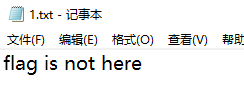 1.txt - 记事本
文件(F) 编辑(E) 格式(O) 查看(V) 帮助
flag is not here